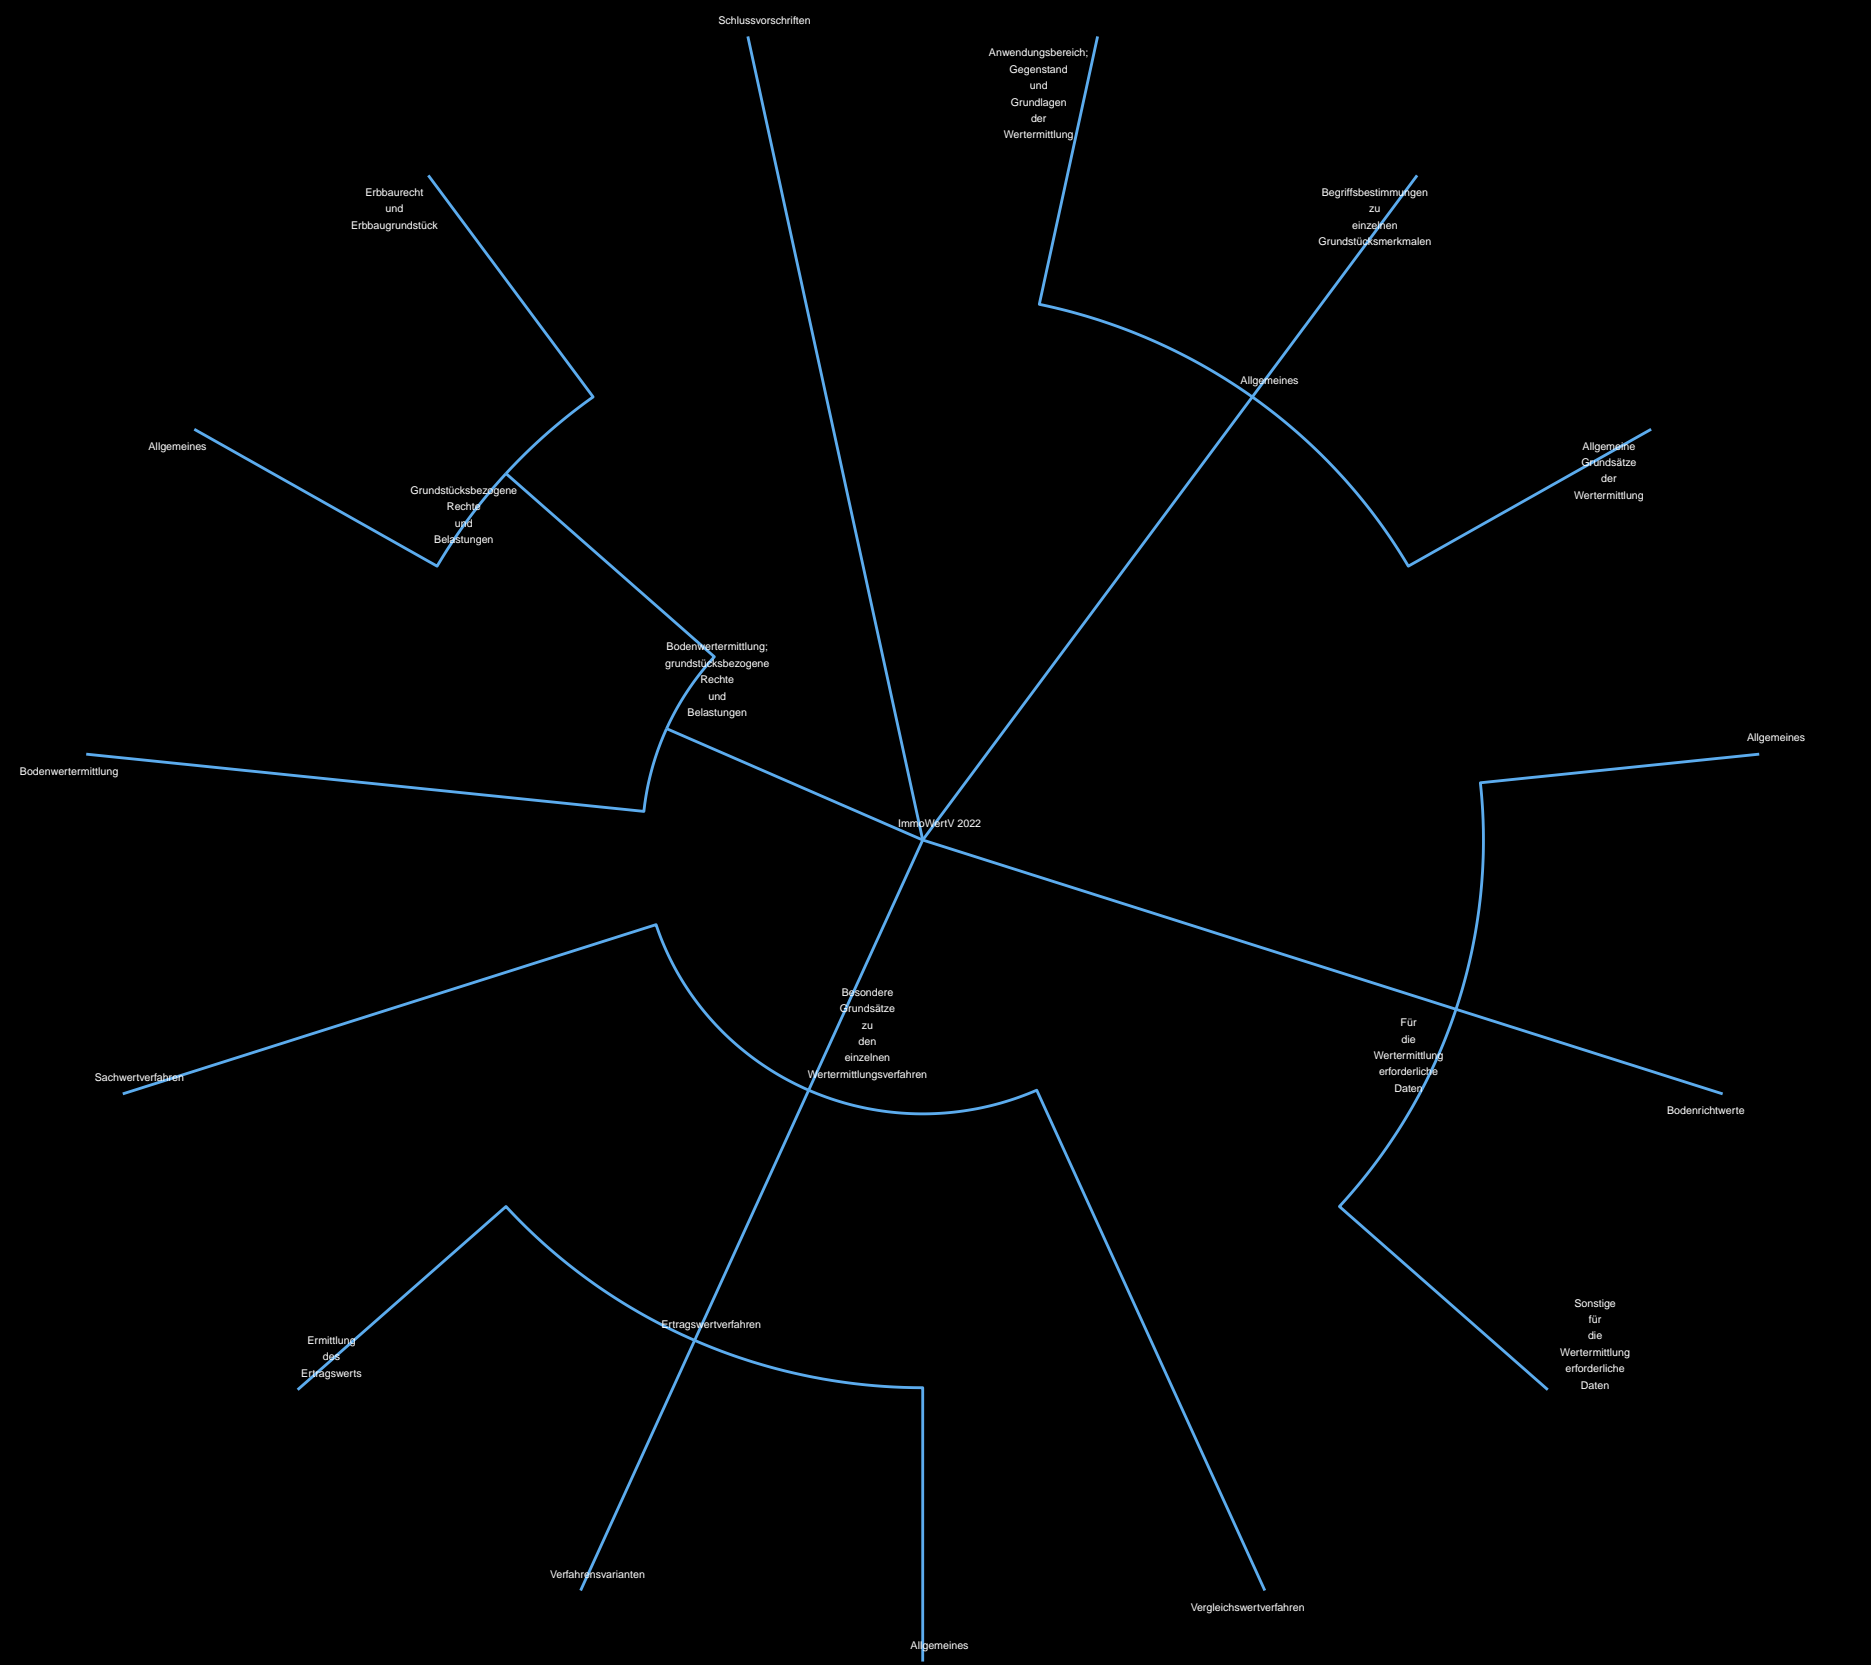 Schlussvorschriften
Anwendungsbereich;
Gegenstand
und
Grundlagen
der
Wertermittlung
Erbbaurecht
und
Erbbaugrundstück
Begriffsbestimmungen
zu
einzelnen
Grundstücksmerkmalen
Allgemeines
Allgemeines
Allgemeine
Grundsätze
der
Wertermittlung
Grundstücksbezogene
Rechte
und
Belastungen
Bodenwertermittlung;
grundstücksbezogene
Rechte
und
Belastungen
Allgemeines
Bodenwertermittlung
ImmoWertV 2022
Besondere
Grundsätze
zu
den
einzelnen
Wertermittlungsverfahren
Für
die
Wertermittlung
erforderliche
Daten
Sachwertverfahren
Bodenrichtwerte
Sonstige
für
die
Wertermittlung
erforderliche
Daten
Ertragswertverfahren
Ermittlung
des
Ertragswerts
Verfahrensvarianten
Vergleichswertverfahren
Allgemeines